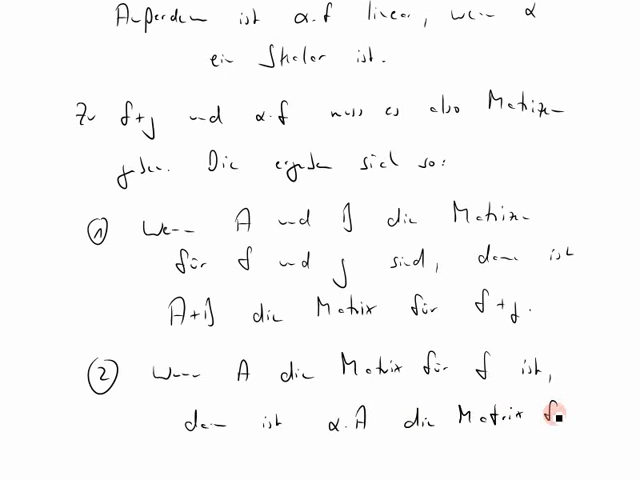 Außerdem ist α·f linear, wenn α
ein Skalar ist.
Zu f+g und α·f muss es also Matrizen
geben. Die ergeben sich so:
① Wenn A und B die Matrizen
für f und g sind, dann ist
A+B die Matrix für f+g.
② Wenn A die Matrix für f ist,
dann ist α·A die Matrix f